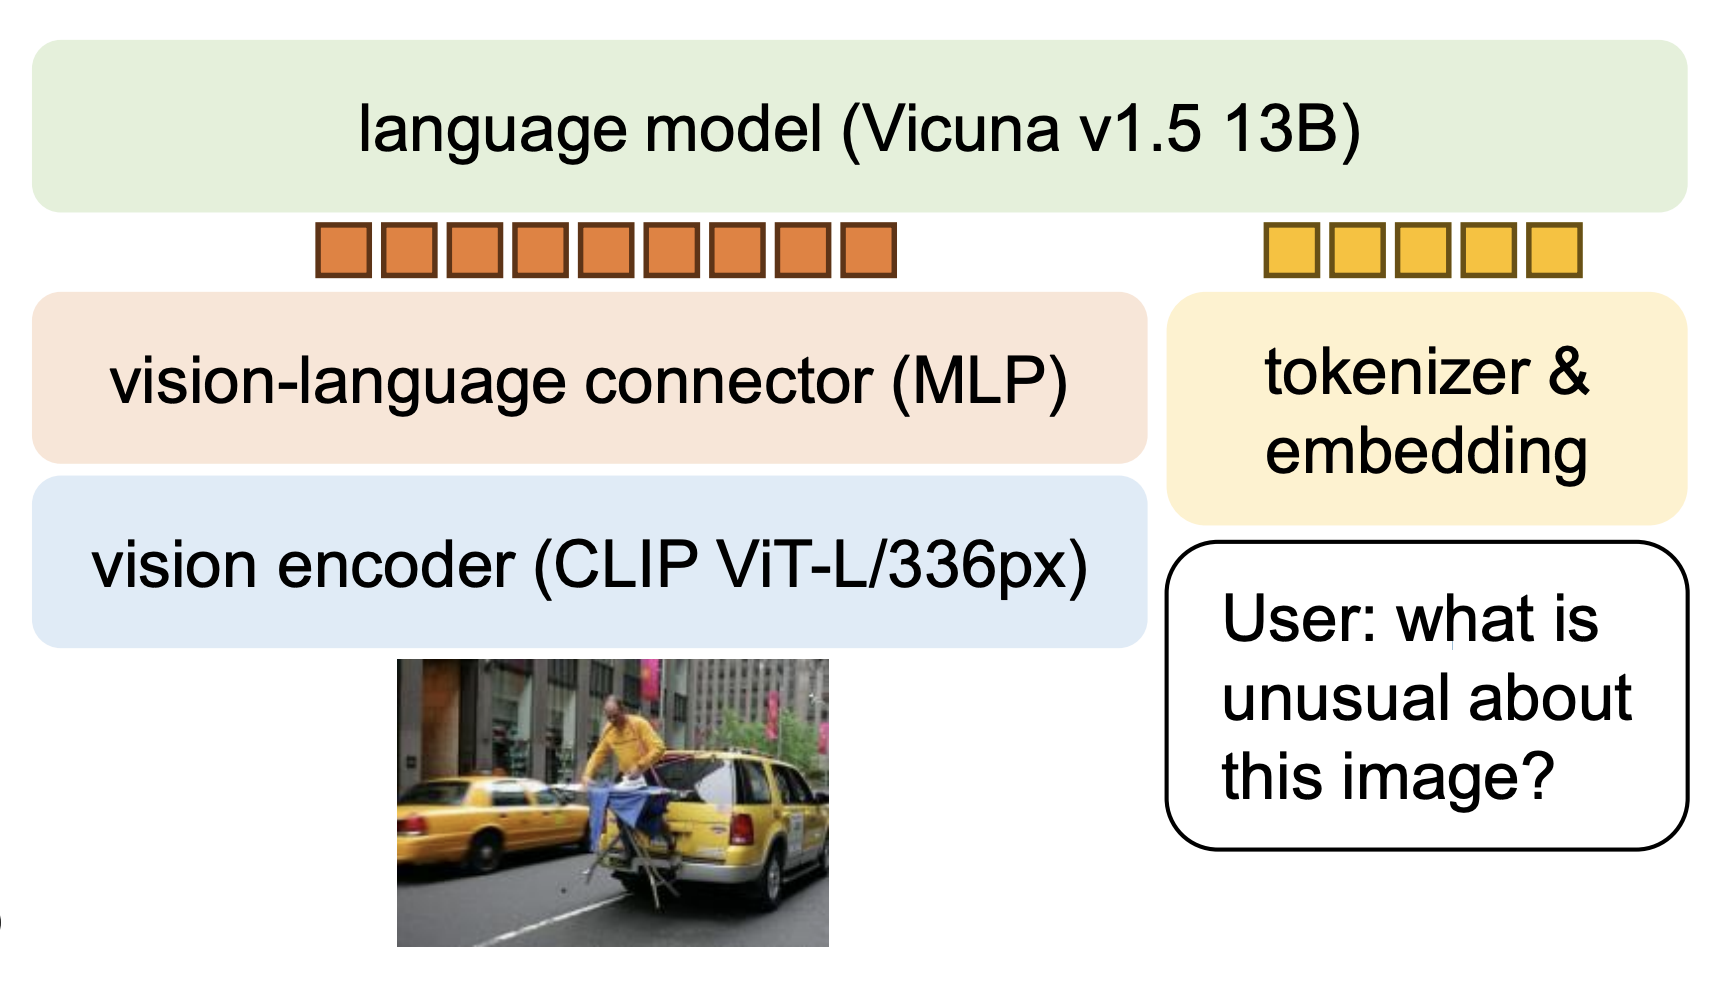 language model (Vicuna v1.5 13B)
vision-language connector (MLP)
tokenizer &
embedding
vision encoder (CLIP ViT-L/336px)
User: what is
unusual about
this image?